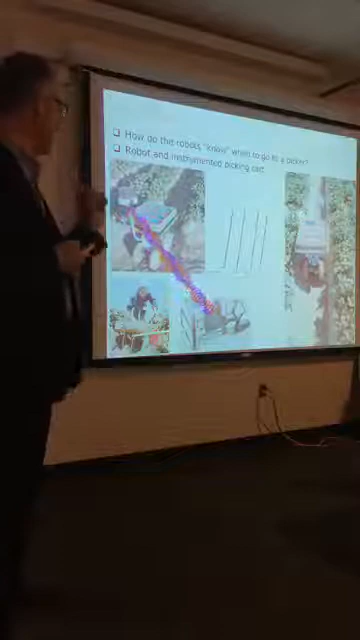 ❑ How do the robots "know" when to go to a picker?
❑ Robot and instrumented picking cart